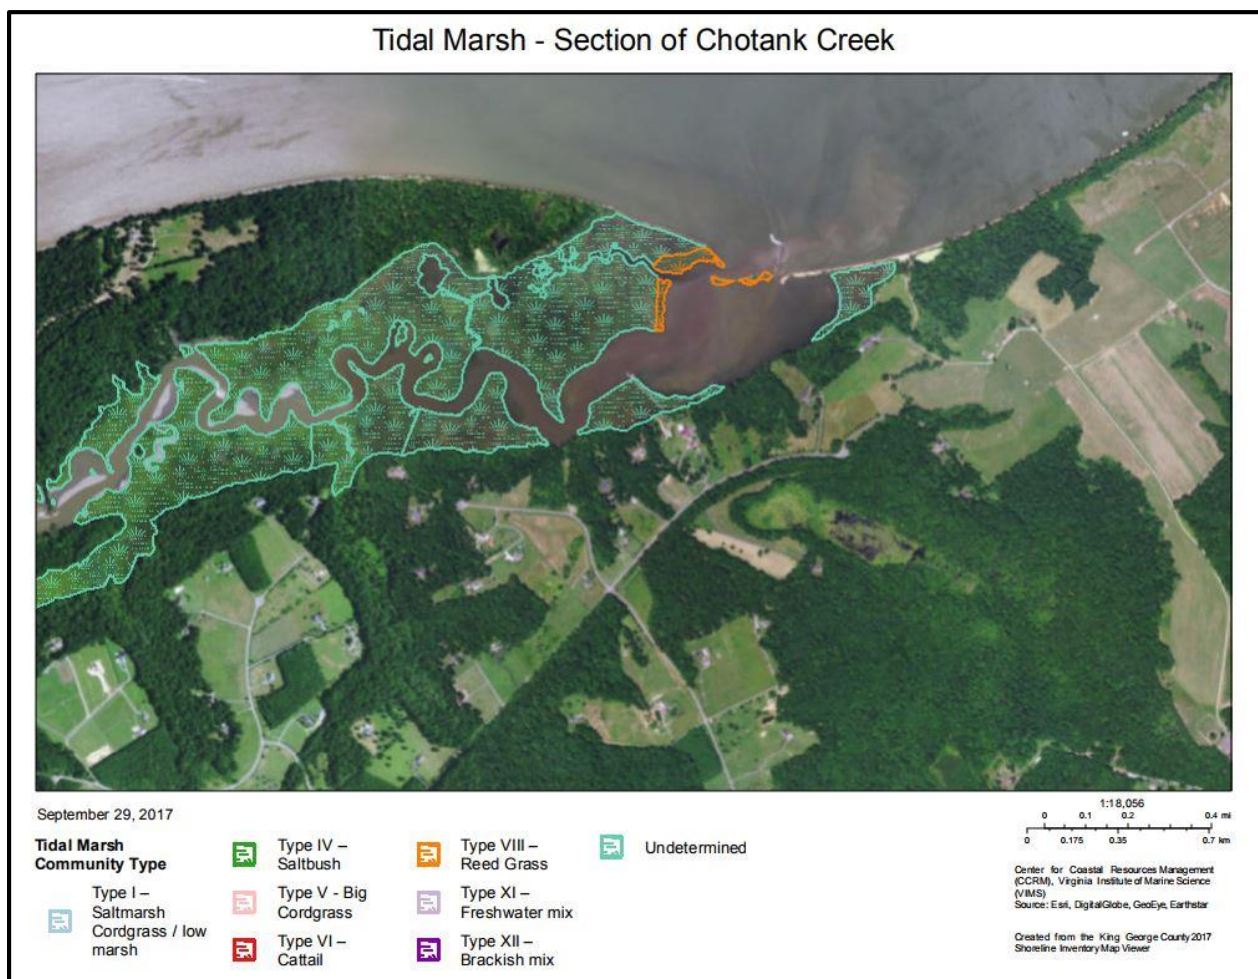 Tidal Marsh - Section of Chotank Creek
September 29, 2017
Tidal Marsh
Community Type
Type I –
Saltmarsh
Cordgrass / low
marsh
Type IV –
Saltbush
Type V - Big
Cordgrass
Type VI –
Cattail
Type VIII –
Reed Grass
Type XI –
Freshwater mix
Type XII –
Brackish mix
Undetermined
1:18,056
0 0.1 0.2 0.4 mi
0 0.175 0.35 0.7 km
Center for Coastal Resources Management
(CCRM), Virginia Institute of Marine Science
(VIMS)
Source: Esri, DigitalGlobe, GeoEye, Earthstar
Created from the King George County 2017
Shoreline Inventory Map Viewer